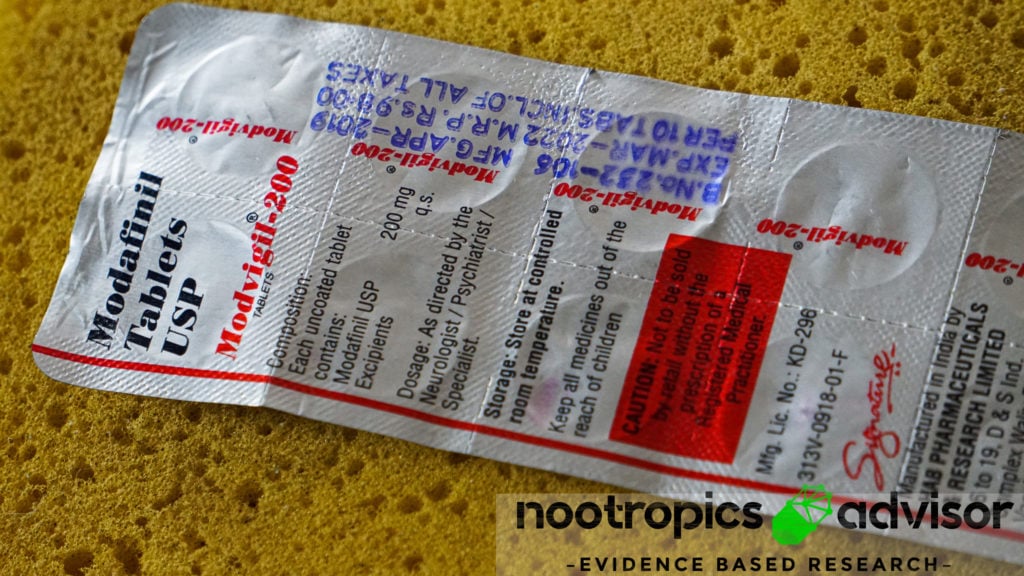 Modafinil
Tablets
USP
Modvigil®-200
TABLETS
Composition:
Each uncoated tablet
contains:
Modafinil USP 200 mg
Excipients q.s.
Dosage: As directed by the
Neurologist / Psychiatrist /
Specialist.
Storage: Store at controlled
room temperature.
Keep all medicines out of the
reach of children
CAUTION: Not to be sold
by retail without the
prescription of a
Registered Medical
Practitioner.
Mfg. Lic. No.: KD-296
313V-0918-01-F
Signature
Manufactured in India by
AB PHARMACEUTICALS
RESEARCH LIMITED
to 19, D & S Ind.
B.No.232-106
MFG.APR-2019
EXP.MAR-2022 M.R.P.Rs.98.00
PER 10 TABS.INCL.OF ALL TAXES
Modvigil®-200
Modvigil®-200
Modvigil®-200
Modvigil®-200
-200
nootropics advisor
-EVIDENCE BASED RESEARCH-